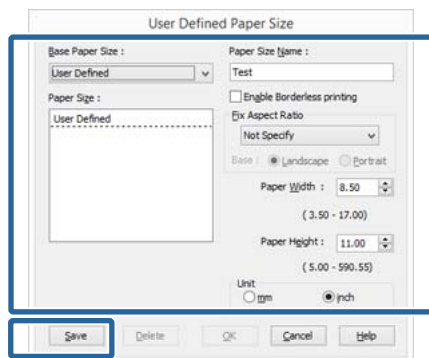 User Defined Paper Size
Base Paper Size :
User Defined
Paper Size :
User Defined
Paper Size Name :
Test
Enable Borderless printing
Fix Aspect Ratio
Not Specify
Base : Landscape Portrait
Paper Width : 8.50
(3.50 - 17.00)
Paper Height : 11.00
(5.00 - 590.55)
Unit
mm inch
Save Delete OK Cancel Help